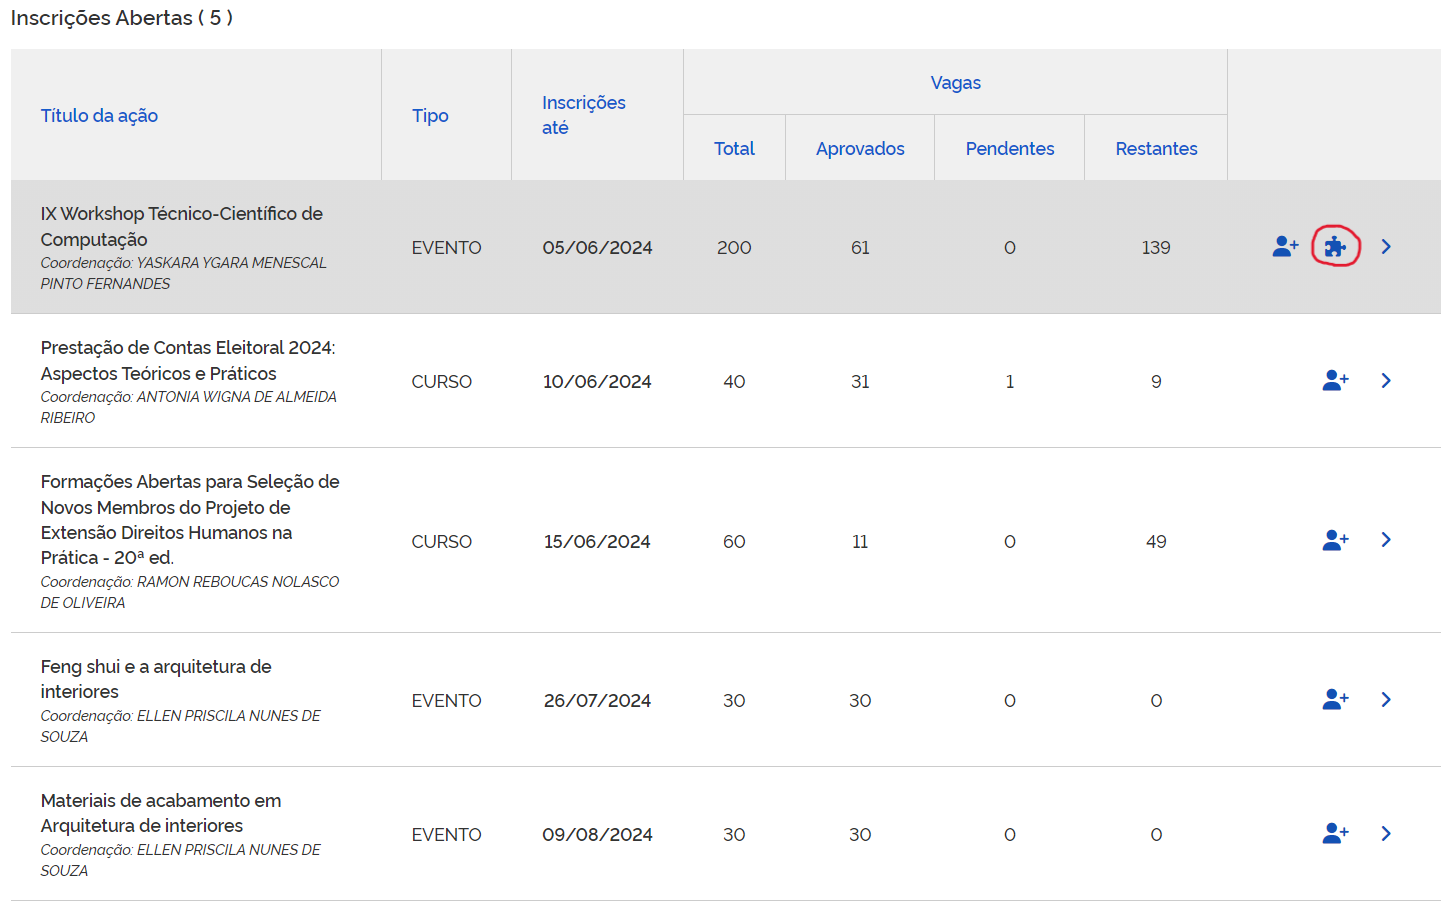 Inscrições Abertas ( 5 )
Vagas
Título da ação
Tipo
Inscrições
até
Total
Aprovados
Pendentes
Restantes
IX Workshop Técnico-Científico de
Computação
Coordenação: YASKARA YGARA MENESCAL
PINTO FERNANDES
EVENTO
05/06/2024
200
61
0
139
Prestação de Contas Eleitoral 2024:
Aspectos Teóricos e Práticos
Coordenação: ANTONIA WIGNA DE ALMEIDA
RIBEIRO
CURSO
10/06/2024
40
31
1
9
Formações Abertas para Seleção de
Novos Membros do Projeto de
Extensão Direitos Humanos na
Prática - 20ª ed.
Coordenação: RAMON REBOUCAS NOLASCO
DE OLIVEIRA
CURSO
15/06/2024
60
11
0
49
Feng shui e a arquitetura de
interiores
Coordenação: ELLEN PRISCILA NUNES DE
SOUZA
EVENTO
26/07/2024
30
30
0
0
Materiais de acabamento em
Arquitetura de interiores
Coordenação: ELLEN PRISCILA NUNES DE
SOUZA
EVENTO
09/08/2024
30
30
0
0